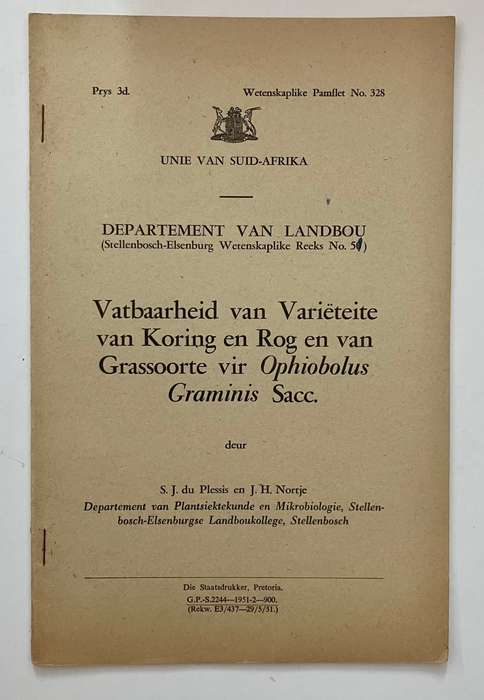 Prys 3d.
Wetenskaplike Pamflet No. 328
UNIE VAN SUID-AFRIKA
DEPARTEMENT VAN LANDBOU
(Stellenbosch-Elsenburg Wetenskaplike Reeks No. 5)
Vatbaarheid van Variëteite
van Koring en Rog en van
Grassoorte vir Ophiobolus
Graminis Sacc.
deur
S. J. du Plessis en J. H. Nortje
Departement van Plantsiektekunde en Mikrobiologie, Stellen-
bosch-Elsenburgse Landboukollege, Stellenbosch
Die Staatsdrukker, Pretoria.
G.P.-S.2244—1951-2—900.
(Rekw. E3/437—29/5/51.)